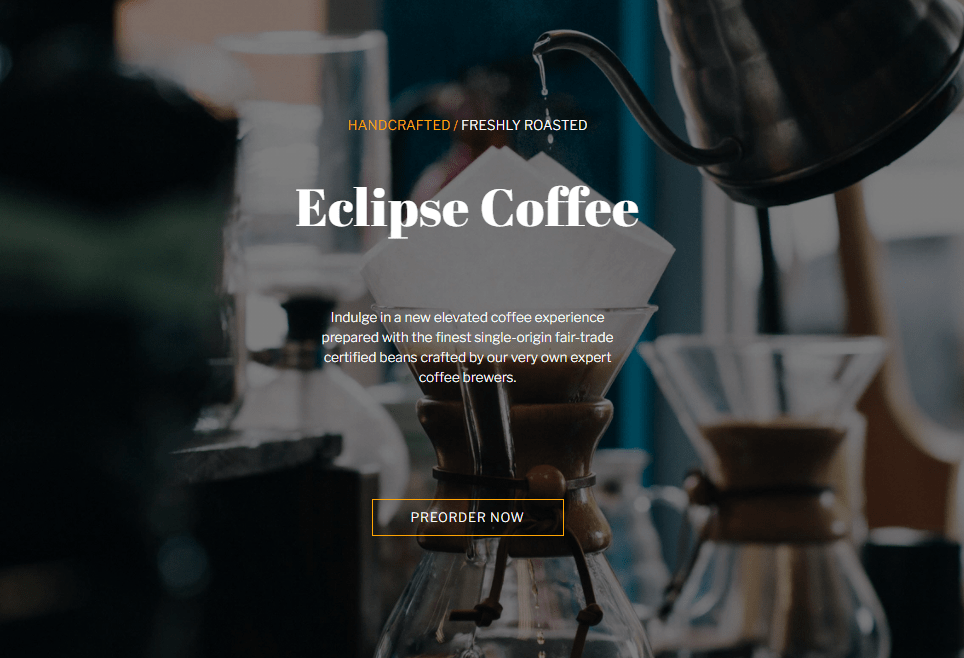 HANDCRAFTED / FRESHLY ROASTED
Eclipse Coffee
Indulge in a new elevated coffee experience
prepared with the finest single-origin fair-trade
certified beans crafted by our very own expert
coffee brewers.
PREORDER NOW